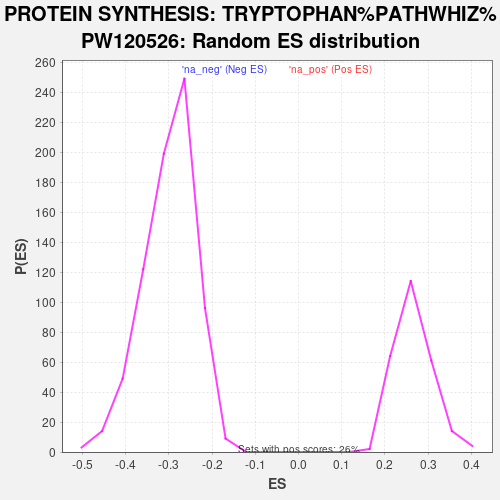 PROTEIN SYNTHESIS: TRYPTOPHAN%PATHWHIZ%
PW120526: Random ES distribution
'na_neg' (Neg ES) 'na_pos' (Pos ES)
260
240
220
200
180
160
140
120
100
80
60
40
20
0
P(ES)
Sets with pos scores: 26%
-0.5 -0.4 -0.3 -0.2 -0.1 0.0 0.1 0.2 0.3 0.4
ES